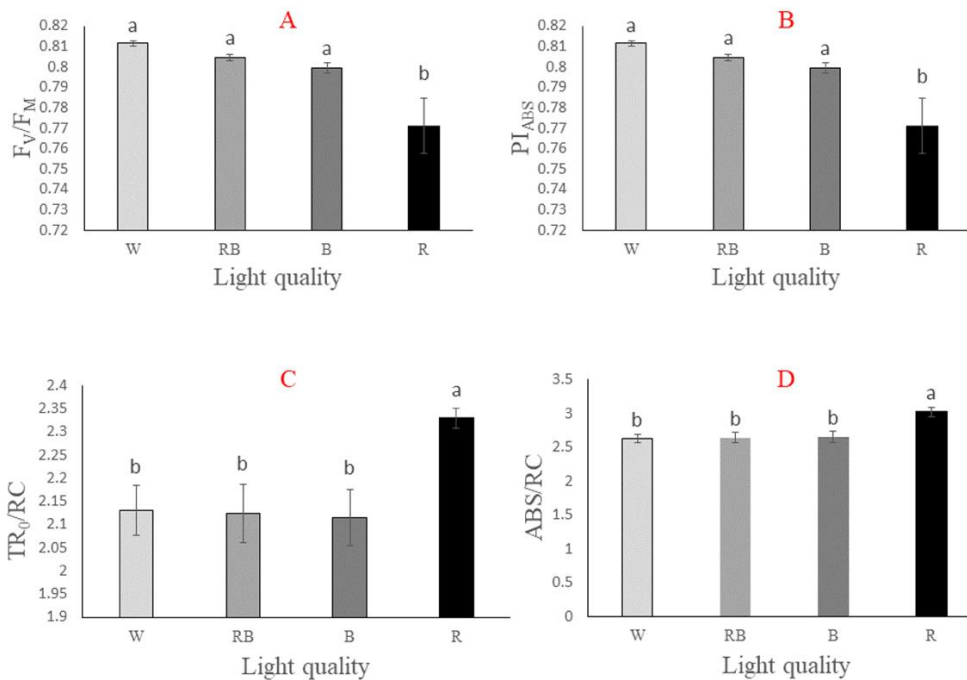 A
0.82
0.81
0.8
0.79
0.78
0.77
0.76
0.75
0.74
0.73
0.72
F_V/F_M
a
a
a
b
W RB B R
Light quality
B
0.82
0.81
0.8
0.79
0.78
0.77
0.76
0.75
0.74
0.73
0.72
PI_ABS
a
a
a
b
W RB B R
Light quality
C
2.4
2.35
2.3
2.25
2.2
2.15
2.1
2.05
2
1.95
1.9
TR_0/RC
b
b
b
a
W RB B R
Light quality
D
3.5
3
2.5
2
1.5
1
0.5
0
ABS/RC
b
b
b
a
W RB B R
Light quality